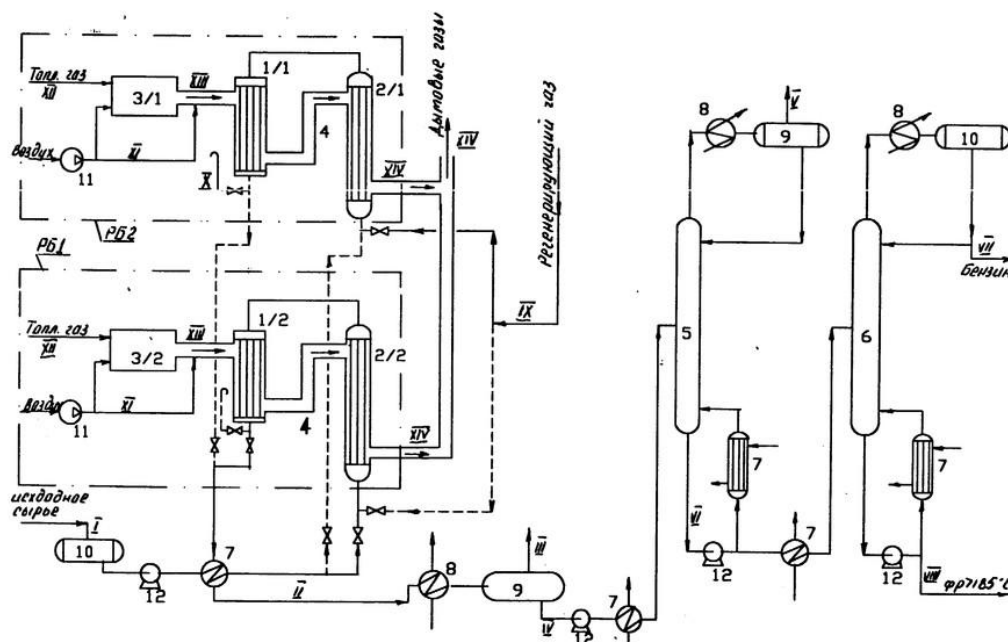 Топл. газ
XII
3/1
XIII
1/1
2/1
4
воздух
11
XI
X
XIV
Дымовые газы
XIV
Регенерирующий газ
РБ2
РБ1
Топл. газ
XII
3/2
XIII
1/2
2/2
4
воздух
11
XI
XIV
IX
исходное
сырье
I
10
12
7
II
8
9
III
IV
12
7
5
8
V
9
7
VI
12
7
6
8
10
VII
Бензин
7
12
VIII
фр>185°С